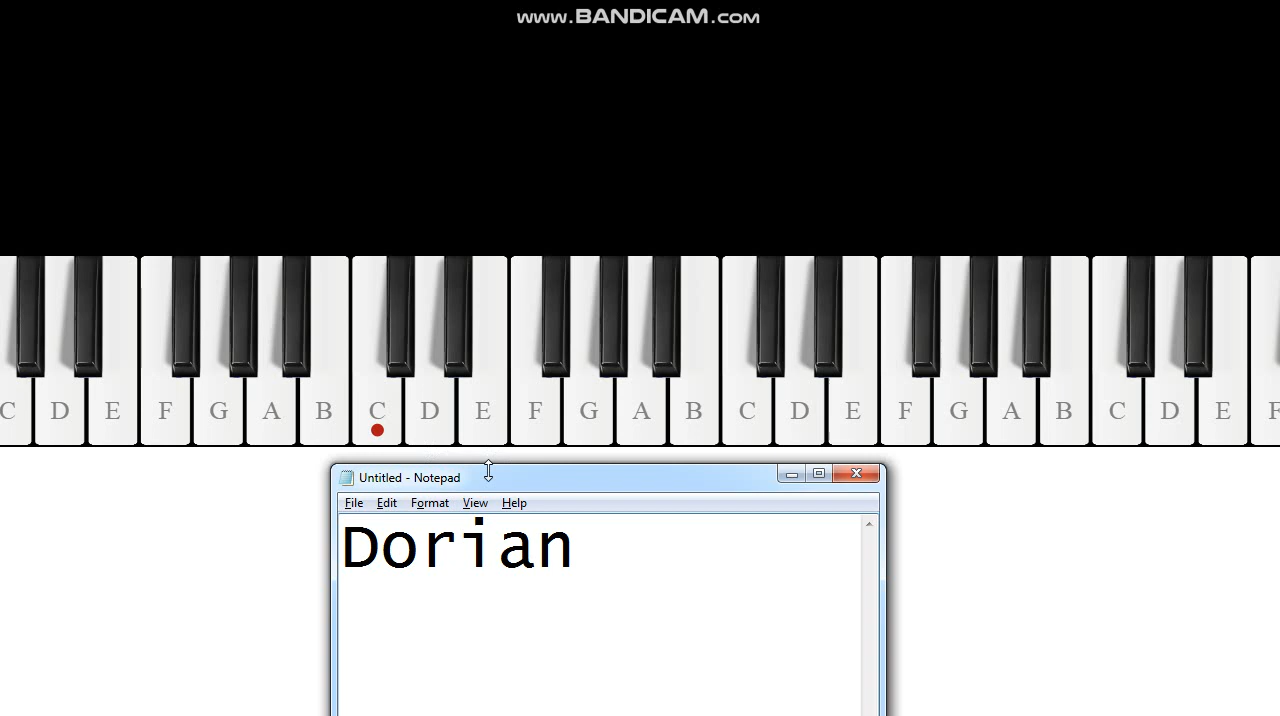 www.BANDICAM.com
C D E F G A B C D E F G A B C D E F G A B C D E F
Untitled - Notepad
File Edit Format View Help
Dorian